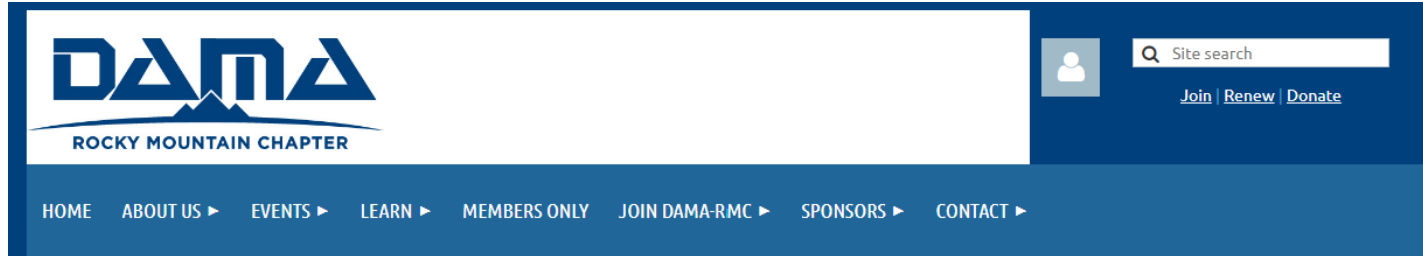 DAMA
ROCKY MOUNTAIN CHAPTER
Site search
Join | Renew | Donate
HOME ABOUT US ► EVENTS ► LEARN ► MEMBERS ONLY JOIN DAMA-RMC ► SPONSORS ► CONTACT ►